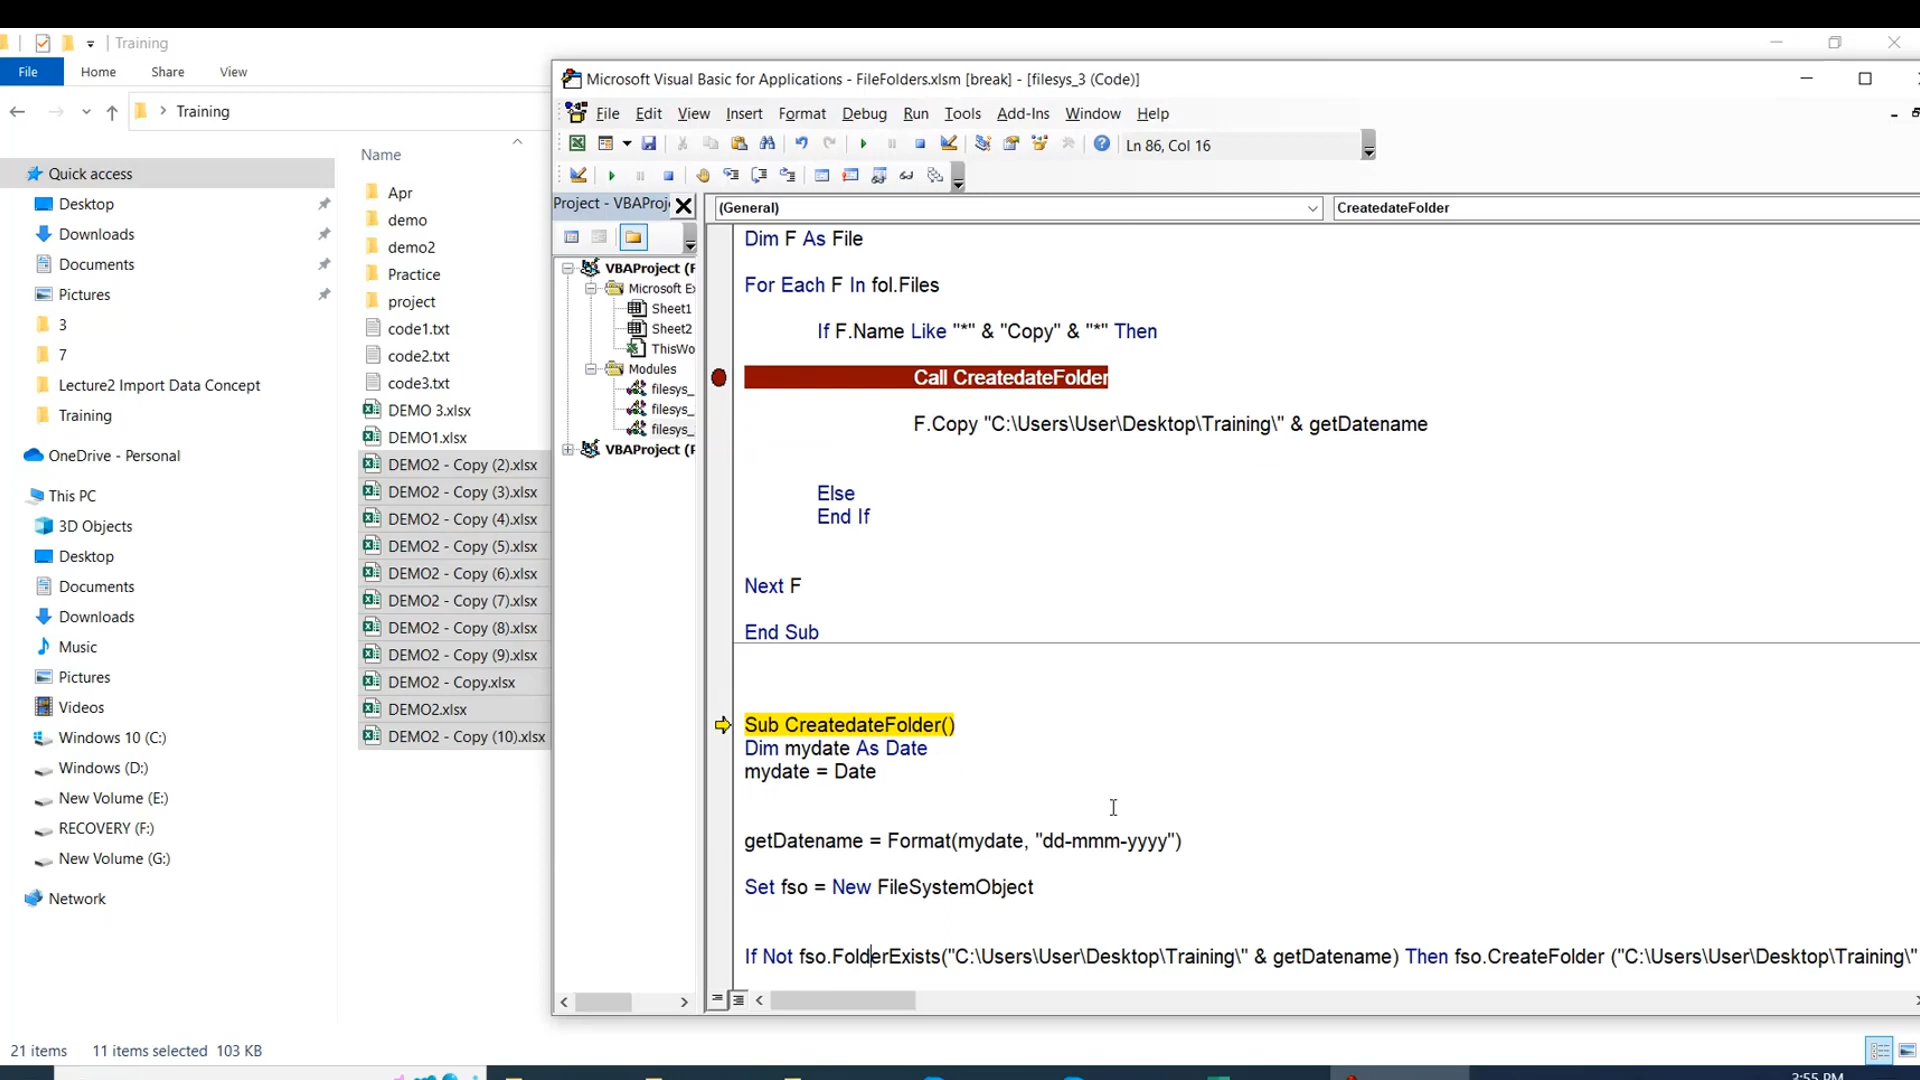 Training
File
Home
Share
View
Training
Quick access
Desktop
Downloads
Documents
Pictures
3
7
Lecture2 Import Data Concept
Training
OneDrive - Personal
This PC
3D Objects
Desktop
Documents
Downloads
Music
Pictures
Videos
Windows 10 (C:)
Windows (D:)
New Volume (E:)
RECOVERY (F:)
New Volume (G:)
Network
Name
Apr
demo
demo2
Practice
project
code1.txt
code2.txt
code3.txt
DEMO 3.xlsx
DEMO1.xlsx
DEMO2 - Copy (2).xlsx
DEMO2 - Copy (3).xlsx
DEMO2 - Copy (4).xlsx
DEMO2 - Copy (5).xlsx
DEMO2 - Copy (6).xlsx
DEMO2 - Copy (7).xlsx
DEMO2 - Copy (8).xlsx
DEMO2 - Copy (9).xlsx
DEMO2 - Copy.xlsx
DEMO2.xlsx
DEMO2 - Copy (10).xlsx
21 items 11 items selected 103 KB
Microsoft Visual Basic for Applications - FileFolders.xlsm [break] - [filesys_3 (Code)]
File Edit View Insert Format Debug Run Tools Add-Ins Window Help
Ln 86, Col 16
Project - VBAProj
VBAProject (F
Microsoft Ex
Sheet1
Sheet2
ThisWo
Modules
filesys_
filesys_
filesys_
VBAProject (F
(General)
CreatedateFolder
Dim F As File
For Each F In fol.Files
If F.Name Like "*" & "Copy" & "*" Then
Call CreatedateFolder
F.Copy "C:\Users\User\Desktop\Training\" & getDatename
Else
End If
Next F
End Sub
Sub CreatedateFolder()
Dim mydate As Date
mydate = Date
getDatename = Format(mydate, "dd-mmm-yyyy")
Set fso = New FileSystemObject
If Not fso.FolderExists("C:\Users\User\Desktop\Training\" & getDatename) Then fso.CreateFolder ("C:\Users\User\Desktop\Training\"
3:55 PM